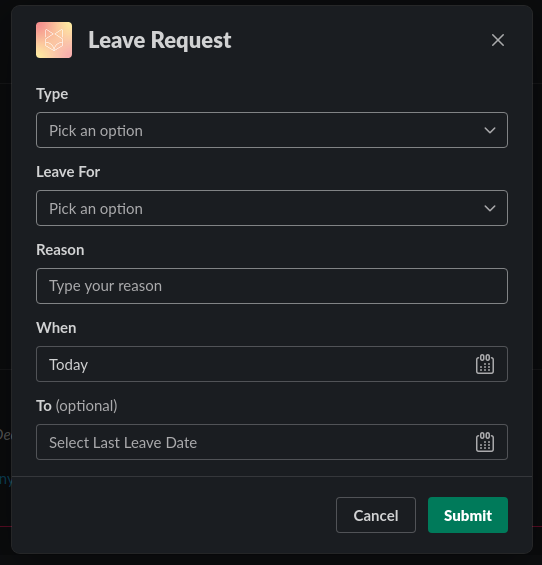 Leave Request
Type
Pick an option
Leave For
Pick an option
Reason
Type your reason
When
Today
To (optional)
Select Last Leave Date
Cancel Submit